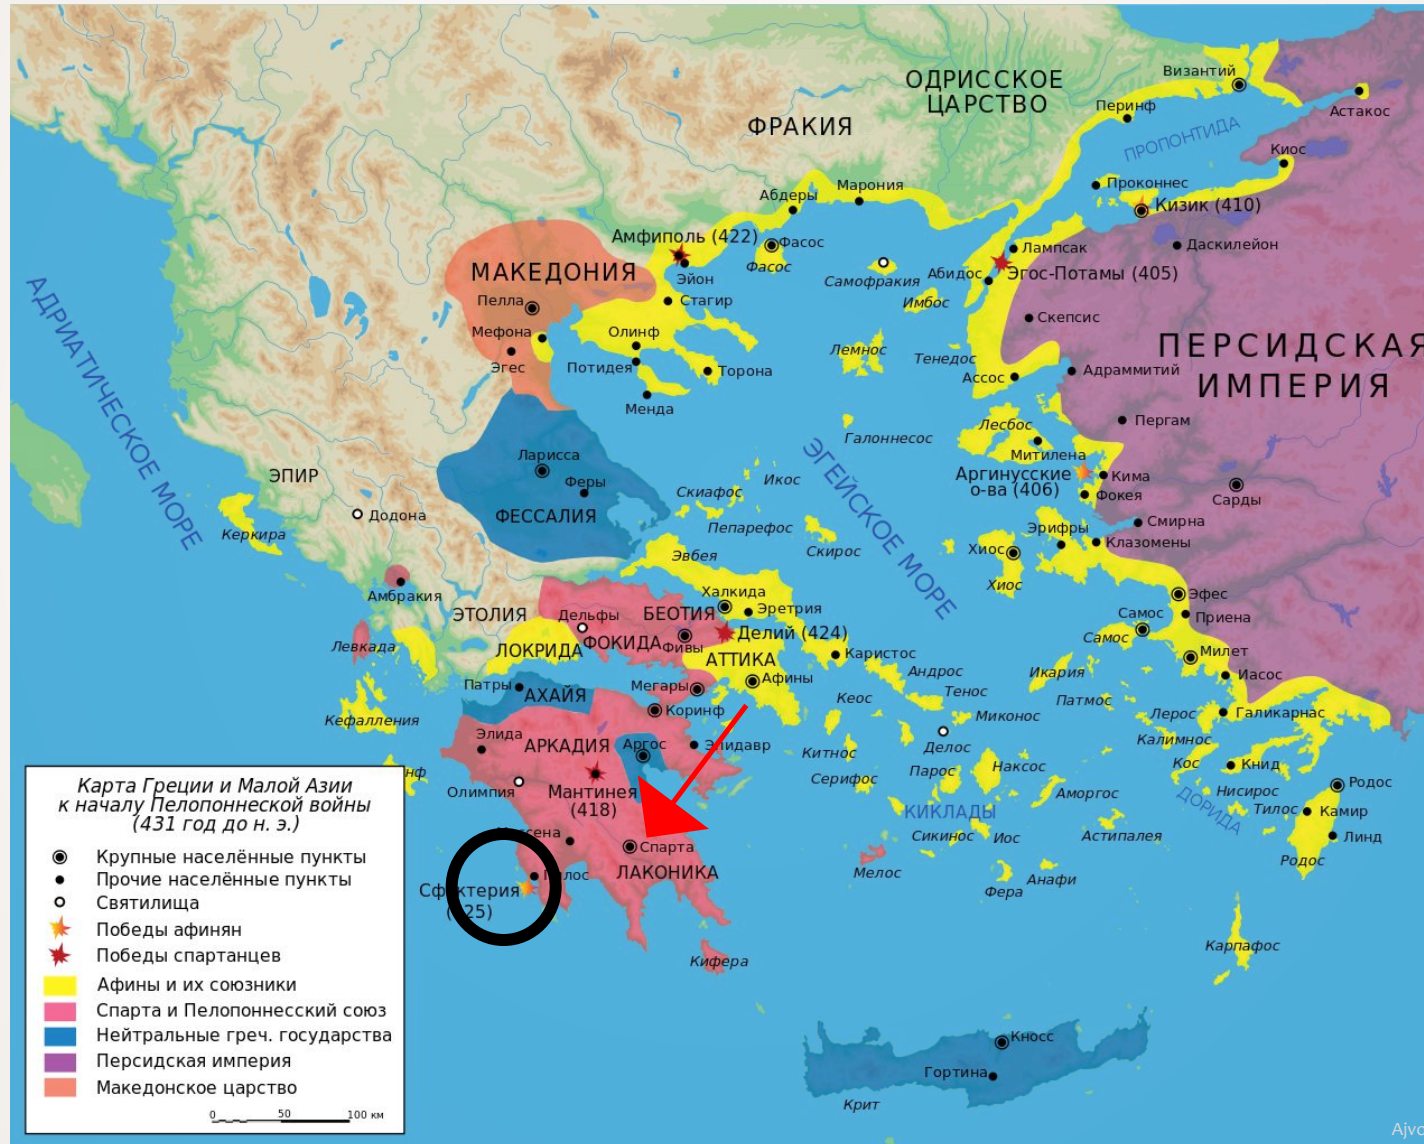 ОДРИССКОЕ
ЦАРСТВО
ФРАКИЯ
Византий
Перинф
Астакос
ПРОПОНТИДА
Киос
Проконнес
Кизик (410)
Абдеры
Марония
Амфиполь (422)
Фасос
Фасос
Эйон
Самофракия
Имбос
Лампсак
Даскилейон
Абидос
Эгос-Потамы (405)
МАКЕДОНИЯ
Пелла
Стагир
Мефона
Олинф
Эгес
Потидея
Торона
Менда
Лемнос
Тенедос
Скепсис
Ассос
Адраммитий
ПЕРСИДСКАЯ
ИМПЕРИЯ
АДРИАТИЧЕСКОЕ МОРЕ
ЭГЕЙСКОЕ МОРЕ
Галоннесос
Лесбос
Митилена
Пергам
Аргинусские
о-ва (406)
Кима
Фокея
Сарды
Смирна
Эрифры
Клазомены
Хиос
Хиос
ЭПИР
Додона
Керкира
Ларисса
Феры
ФЕССАЛИЯ
Скиафос
Икос
Пепарефос
Скирос
Эвбея
Амбракия
Левкада
ЭТОЛИЯ
Дельфы
БЕОТИЯ
Халкида
Эретрия
ЛОКРИДА
ФОКИДА
Фивы
Делий (424)
АТТИКА
Афины
Каристос
Эфес
Самос
Самос
Приена
Милет
Иасос
Икария
Патмос
Андрос
Тенос
Миконос
Кеос
Делос
Лерос
Галикарнас
Калимнос
Кос
Книд
Нисирос
Тилос
Родос
Камир
Линд
Родос
ДОРИДА
Патры
АХАЙЯ
Мегары
Коринф
Кефалления
Элида
АРКАДИЯ
Аргос
Китнос
Серифос
Парос
Наксос
КИКЛАДЫ
Аморгос
Сикинос
Иос
Астипалея
Олимпия
Мантинея
(418)
Спарта
ЛАКОНИКА
Мелос
Фера
Анафи
Кифера
Карпафос
Кносс
Гортина
Крит
Карта Греции и Малой Азии
к началу Пелопоннеской войны
(431 год до н. э.)
Крупные населённые пункты
Прочие населённые пункты
Святилища
Победы афинян
Победы спартанцев
Афины и их союзники
Спарта и Пелопоннесский союз
Нейтральные греч. государства
Персидская империя
Македонское царство
0 50 100 км